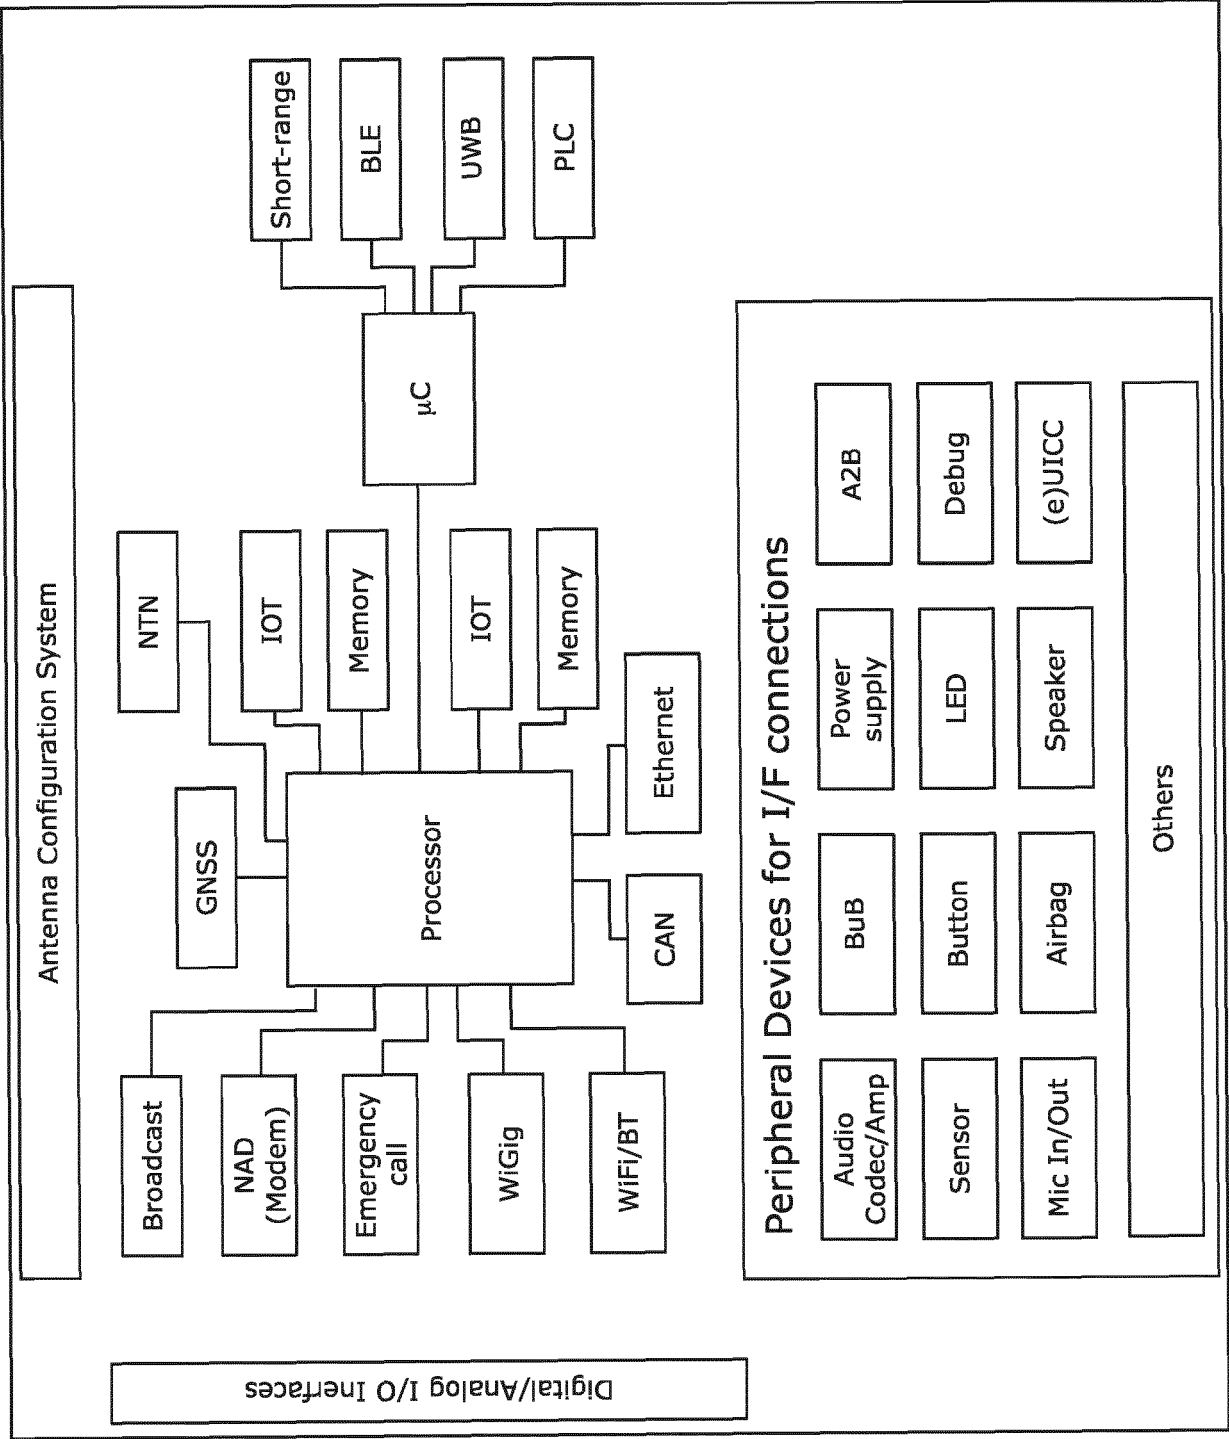 Antenna Configuration System
Digital/Analog I/O Inerfaces
Broadcast
NAD
(Modem)
Emergency
call
WiGig
WiFi/BT
GNSS
NTN
Processor
CAN
Ethernet
IOT
Memory
IOT
Memory
μC
Short-range
BLE
UWB
PLC
Peripheral Devices for I/F connections
Audio
Codec/Amp
BuB
Power
supply
A2B
Sensor
Button
LED
Debug
Mic In/Out
Airbag
Speaker
(e)UICC
Others